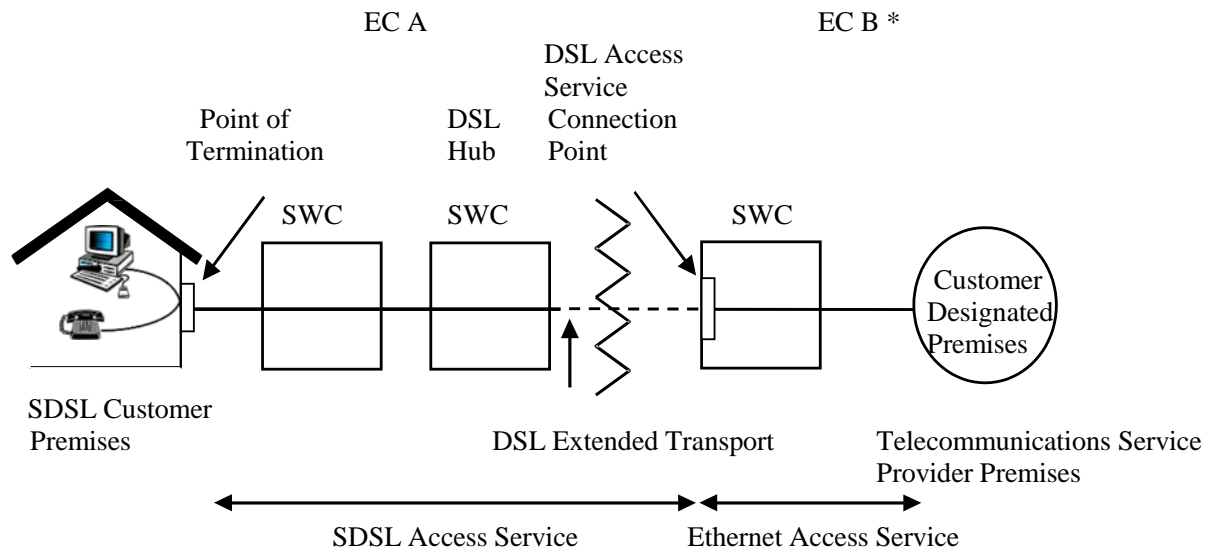 EC A
EC B *
DSL Access
Service
Connection
Point
Point of
Termination
DSL
Hub
SWC
SWC
SWC
Customer
Designated
Premises
SDSL Customer
Premises
DSL Extended Transport
Telecommunications Service
Provider Premises
SDSL Access Service
Ethernet Access Service